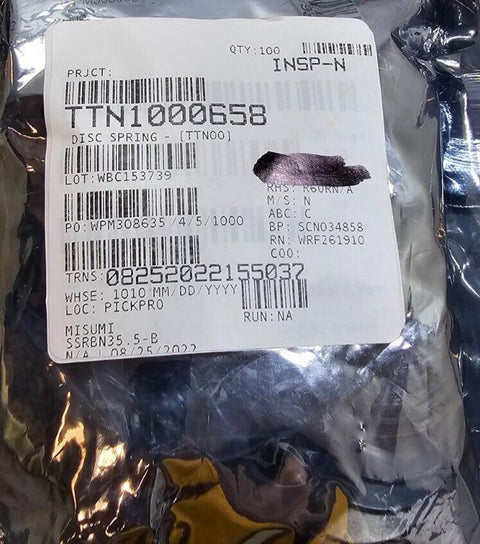 QTY:100
INSP-N
PRJCT:
TTN1000658
DISC SPRING - [TTN00]
LOT:WBC153739
RHS: R6URN/A
M/S: N
ABC: C
PO:WPM308635 /4/5/1000
BP: SCN034858
RN: WRF261910
COO:
TRNS:08252022155037
WHSE: 1010 MM/DD/YYYY
LOC: PICKPRO
RUN:NA
MISUMI
SSRBN35.5-B
N/A | 08/25/2022